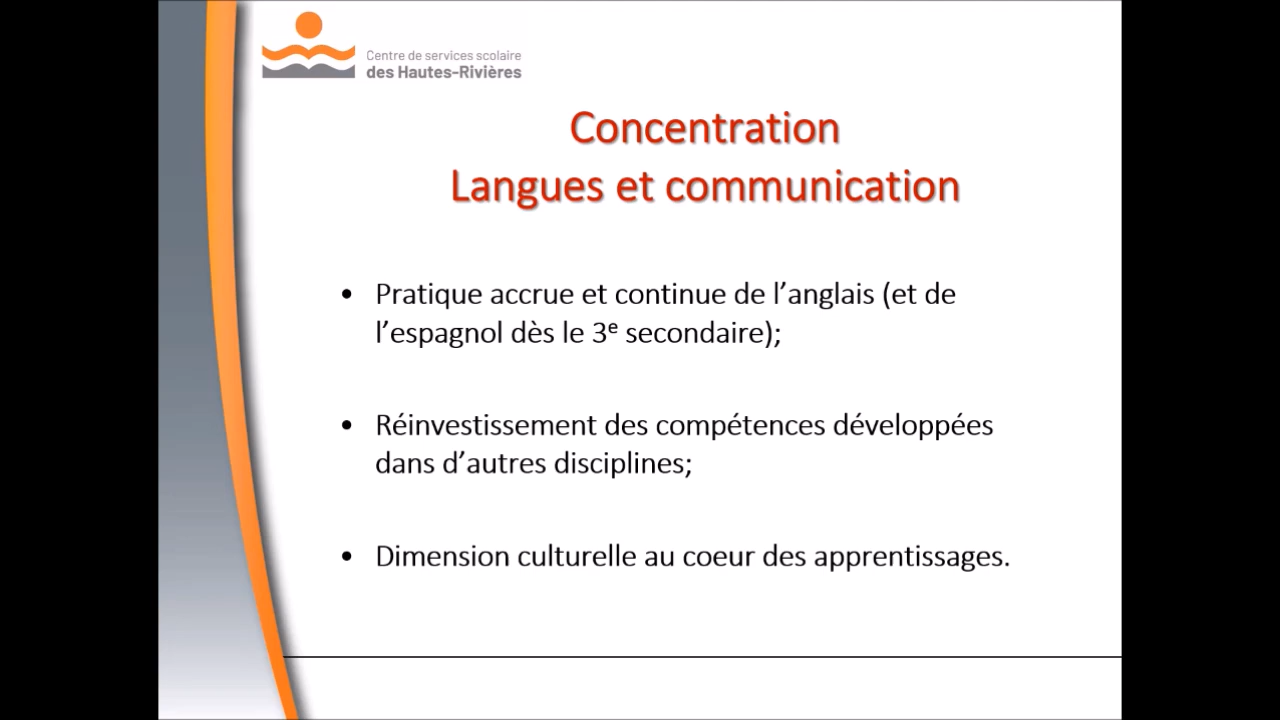 Centre de services scolaire
des Hautes-Rivières
Concentration
Langues et communication
• Pratique accrue et continue de l’anglais (et de
l’espagnol dès le 3e secondaire);
• Réinvestissement des compétences développées
dans d’autres disciplines;
• Dimension culturelle au coeur des apprentissages.